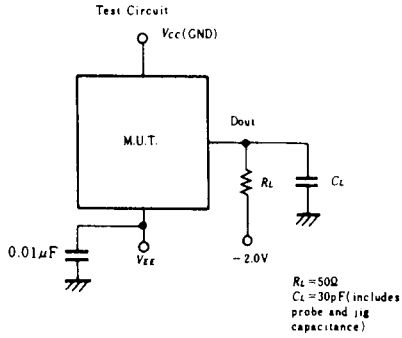 Test Circuit
Vcc(GND)
M.U.T.
Dout
RL
CL
0.01μF
VEE
−2.0V
RL=50Ω
CL=30pF(includes
probe and jig
capacitance)